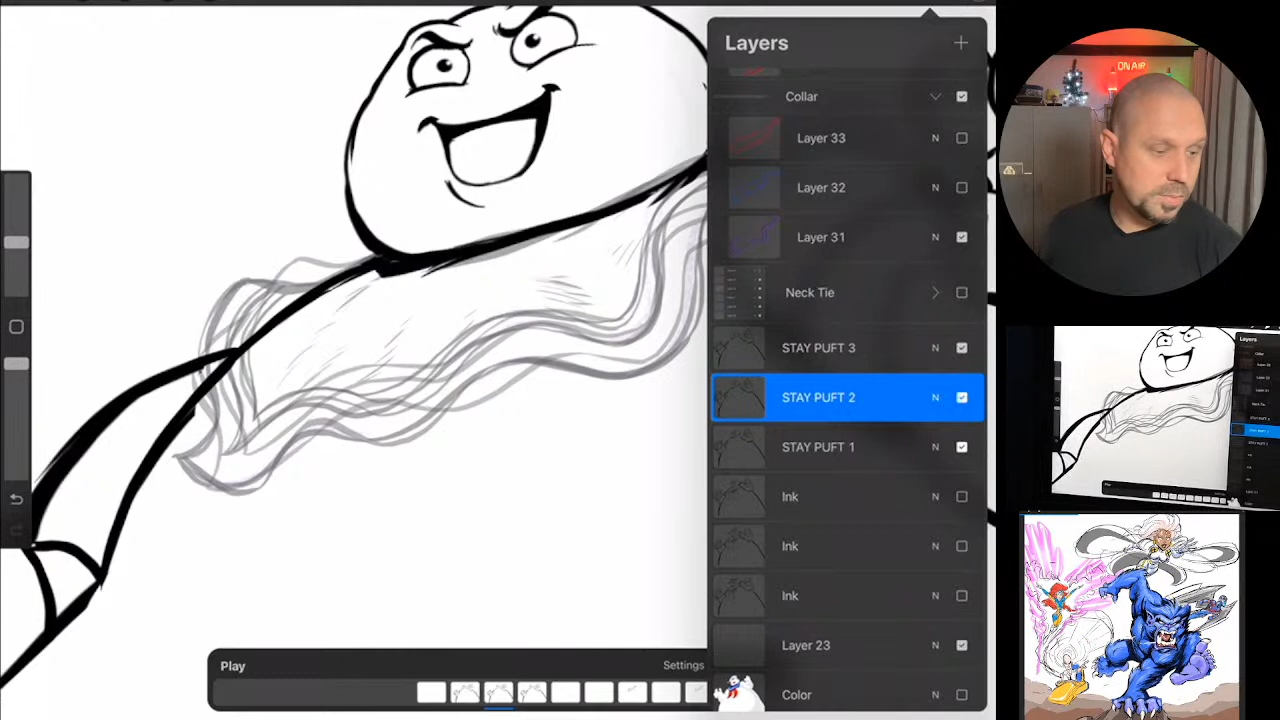 Layers
Collar
Layer 33 N
Layer 32 N
Layer 31 N
Neck Tie
STAY PUFT 3 N
STAY PUFT 2 N
STAY PUFT 1 N
Ink N
Ink N
Ink N
Layer 23 N
Color N
Play Settings
ON AIR
Layers